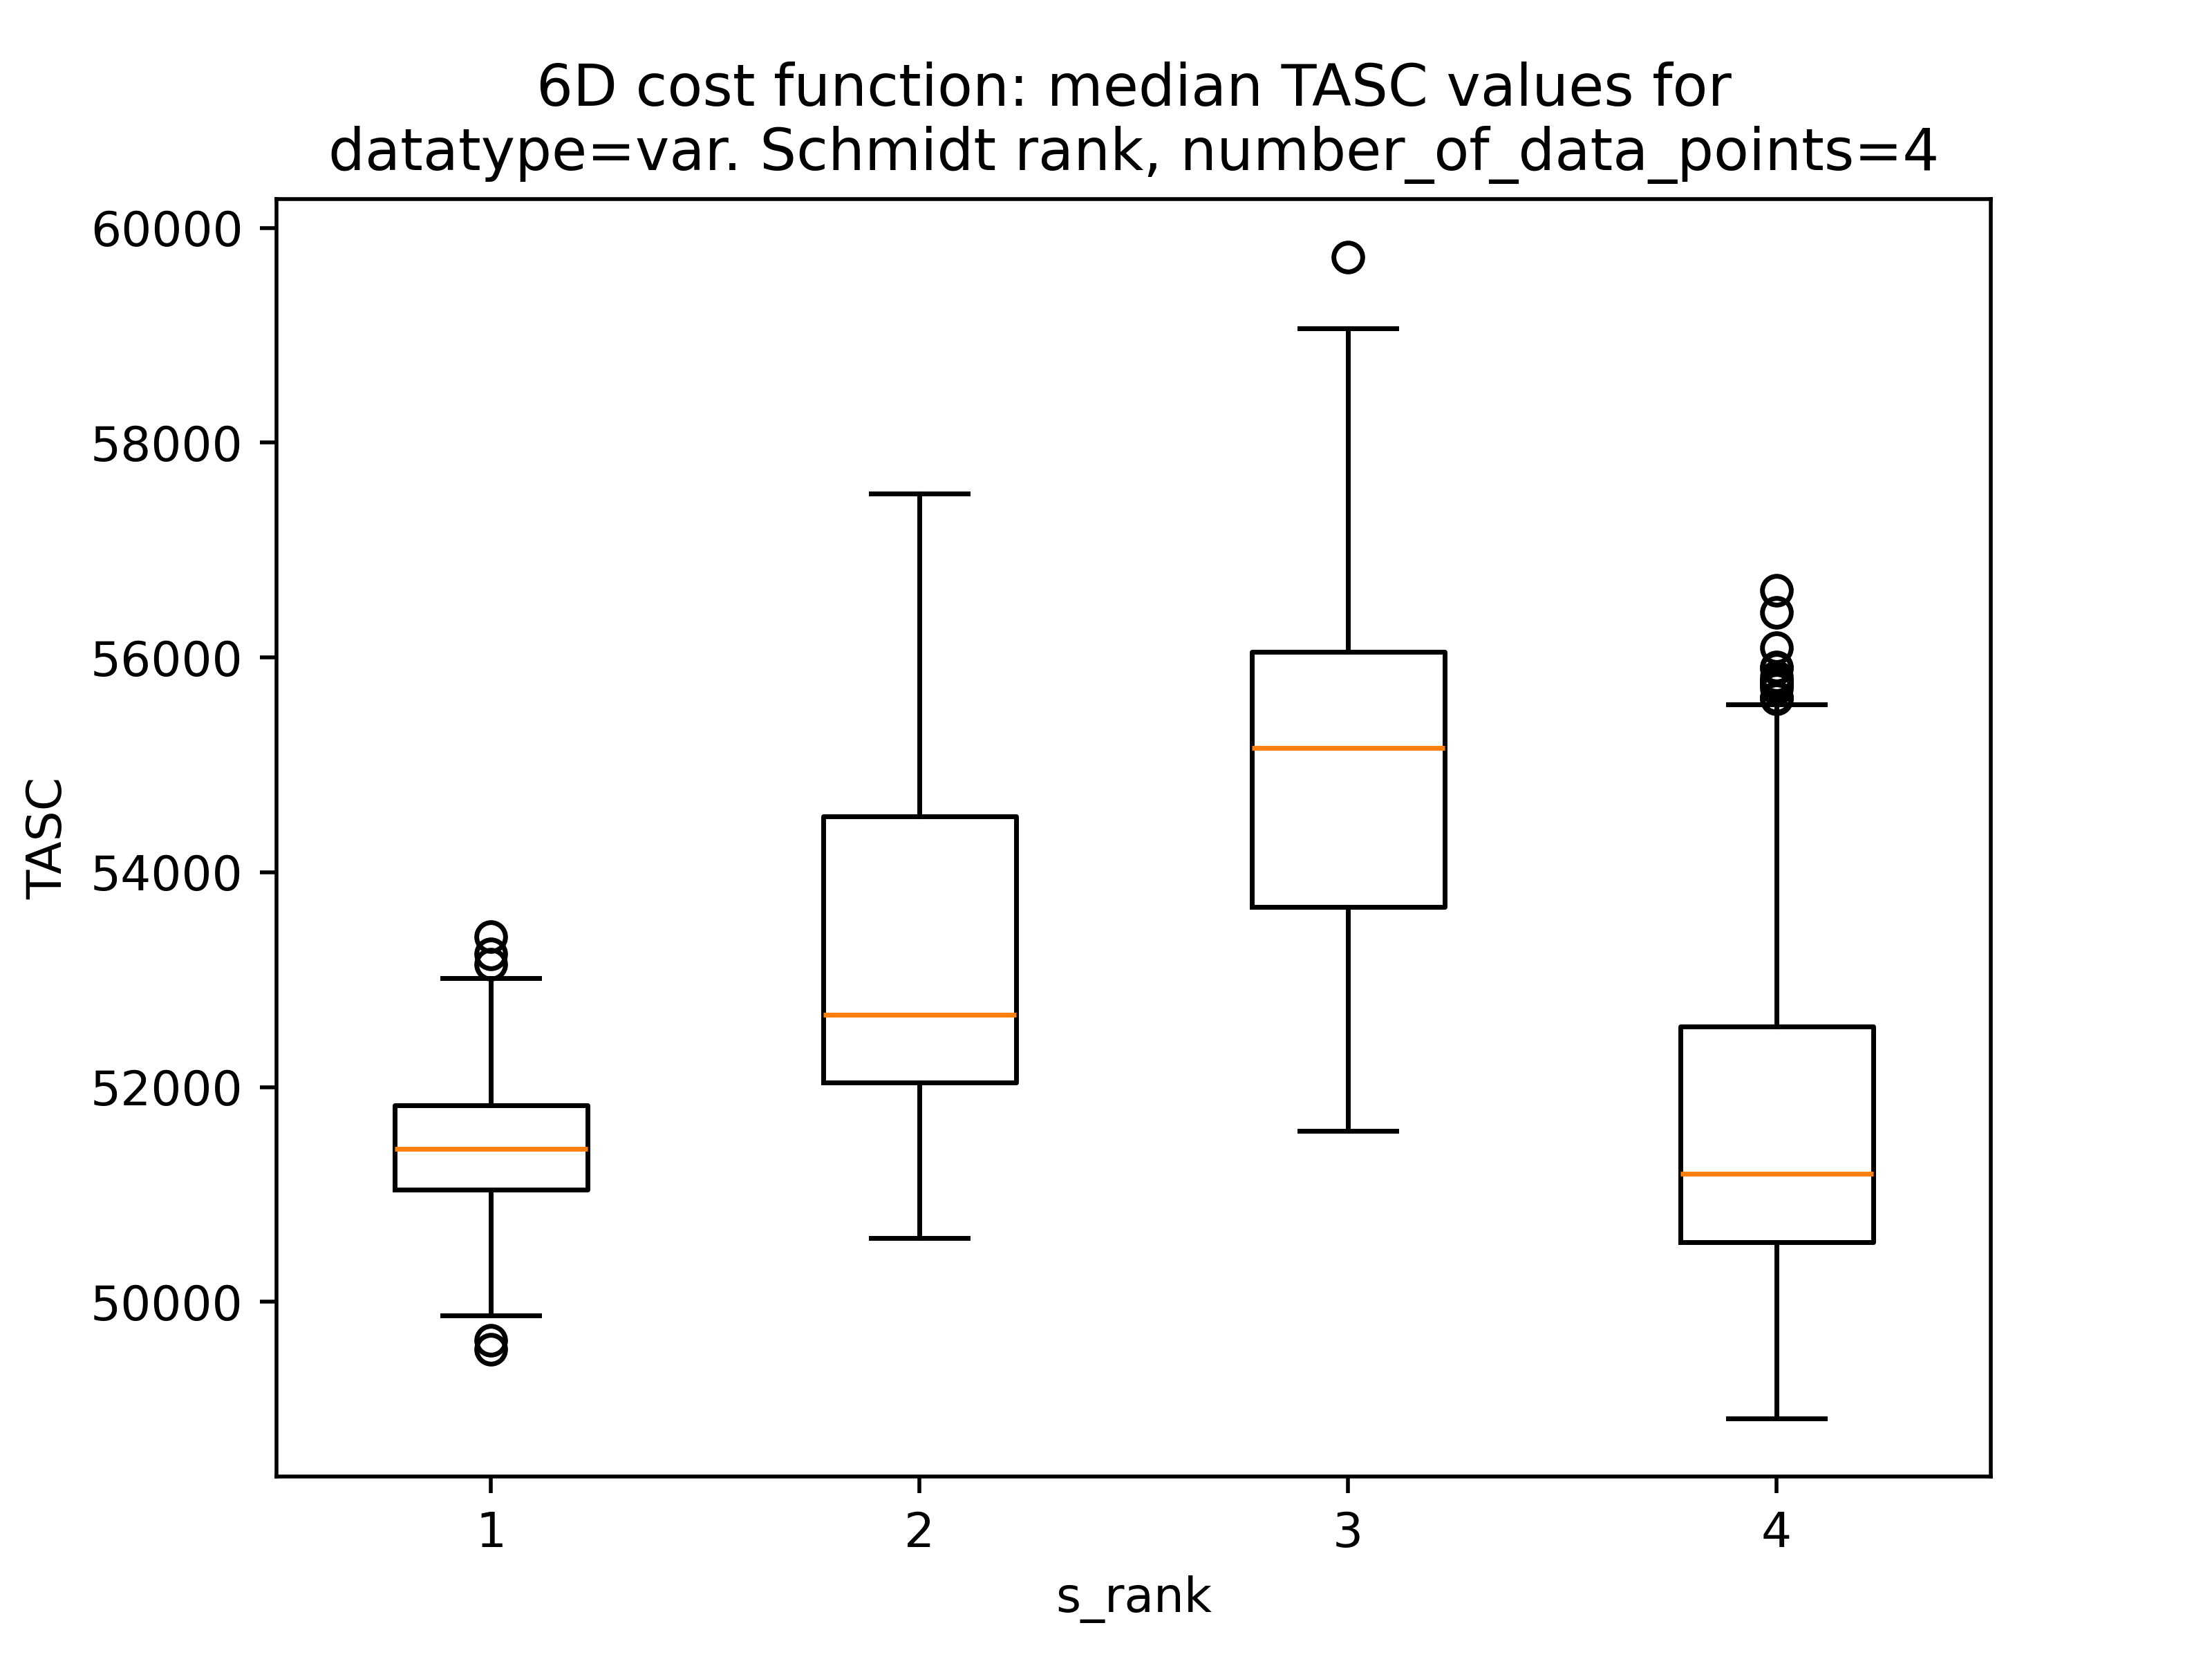 6D cost function: median TASC values for
datatype=var. Schmidt rank, number_of_data_points=4
60000
58000
56000
54000
52000
50000
TASC
1 2 3 4
s_rank